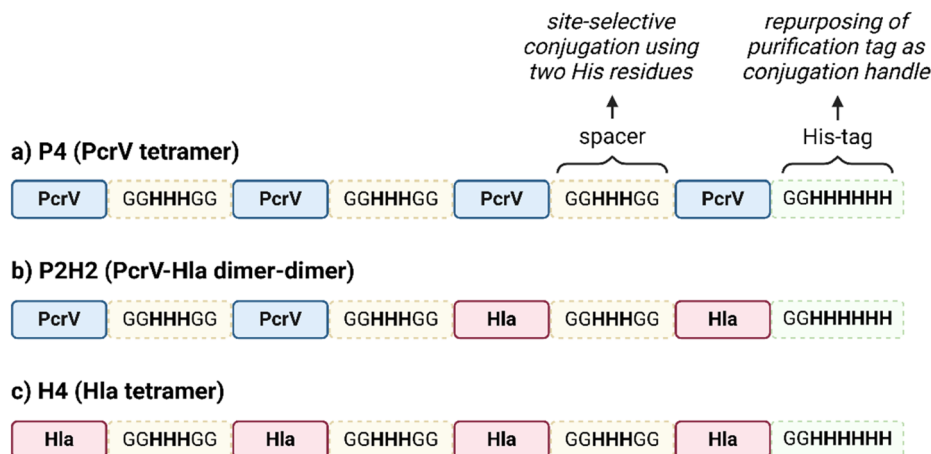 site-selective
conjugation using
two His residues
repurposing of
purification tag as
conjugation handle
spacer
His-tag
a) P4 (PcrV tetramer)
PcrV GGHHHGG PcrV GGHHHGG PcrV GGHHHGG PcrV GGHHHHHH
b) P2H2 (PcrV-Hla dimer-dimer)
PcrV GGHHHGG PcrV GGHHHGG Hla GGHHHGG Hla GGHHHHHH
c) H4 (Hla tetramer)
Hla GGHHHGG Hla GGHHHGG Hla GGHHHGG Hla GGHHHHHH